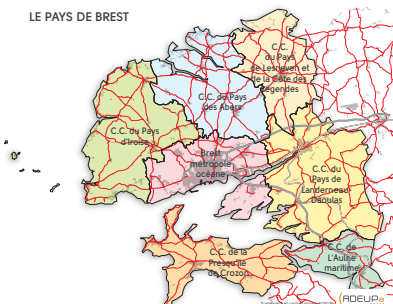 LE PAYS DE BREST
C.C.
du Pays
de Lesneven et
de la Côte des
Légendes
C.C. du Pays
des Abers
C.C. du Pays
d'Iroise
Brest
métropole
océane
C.C. du
Pays de
Landerneau-
Daoulas
C.C. de la
Presqu'île
de Crozon
C.C. de
L'Aulne
maritime
ADEUPa